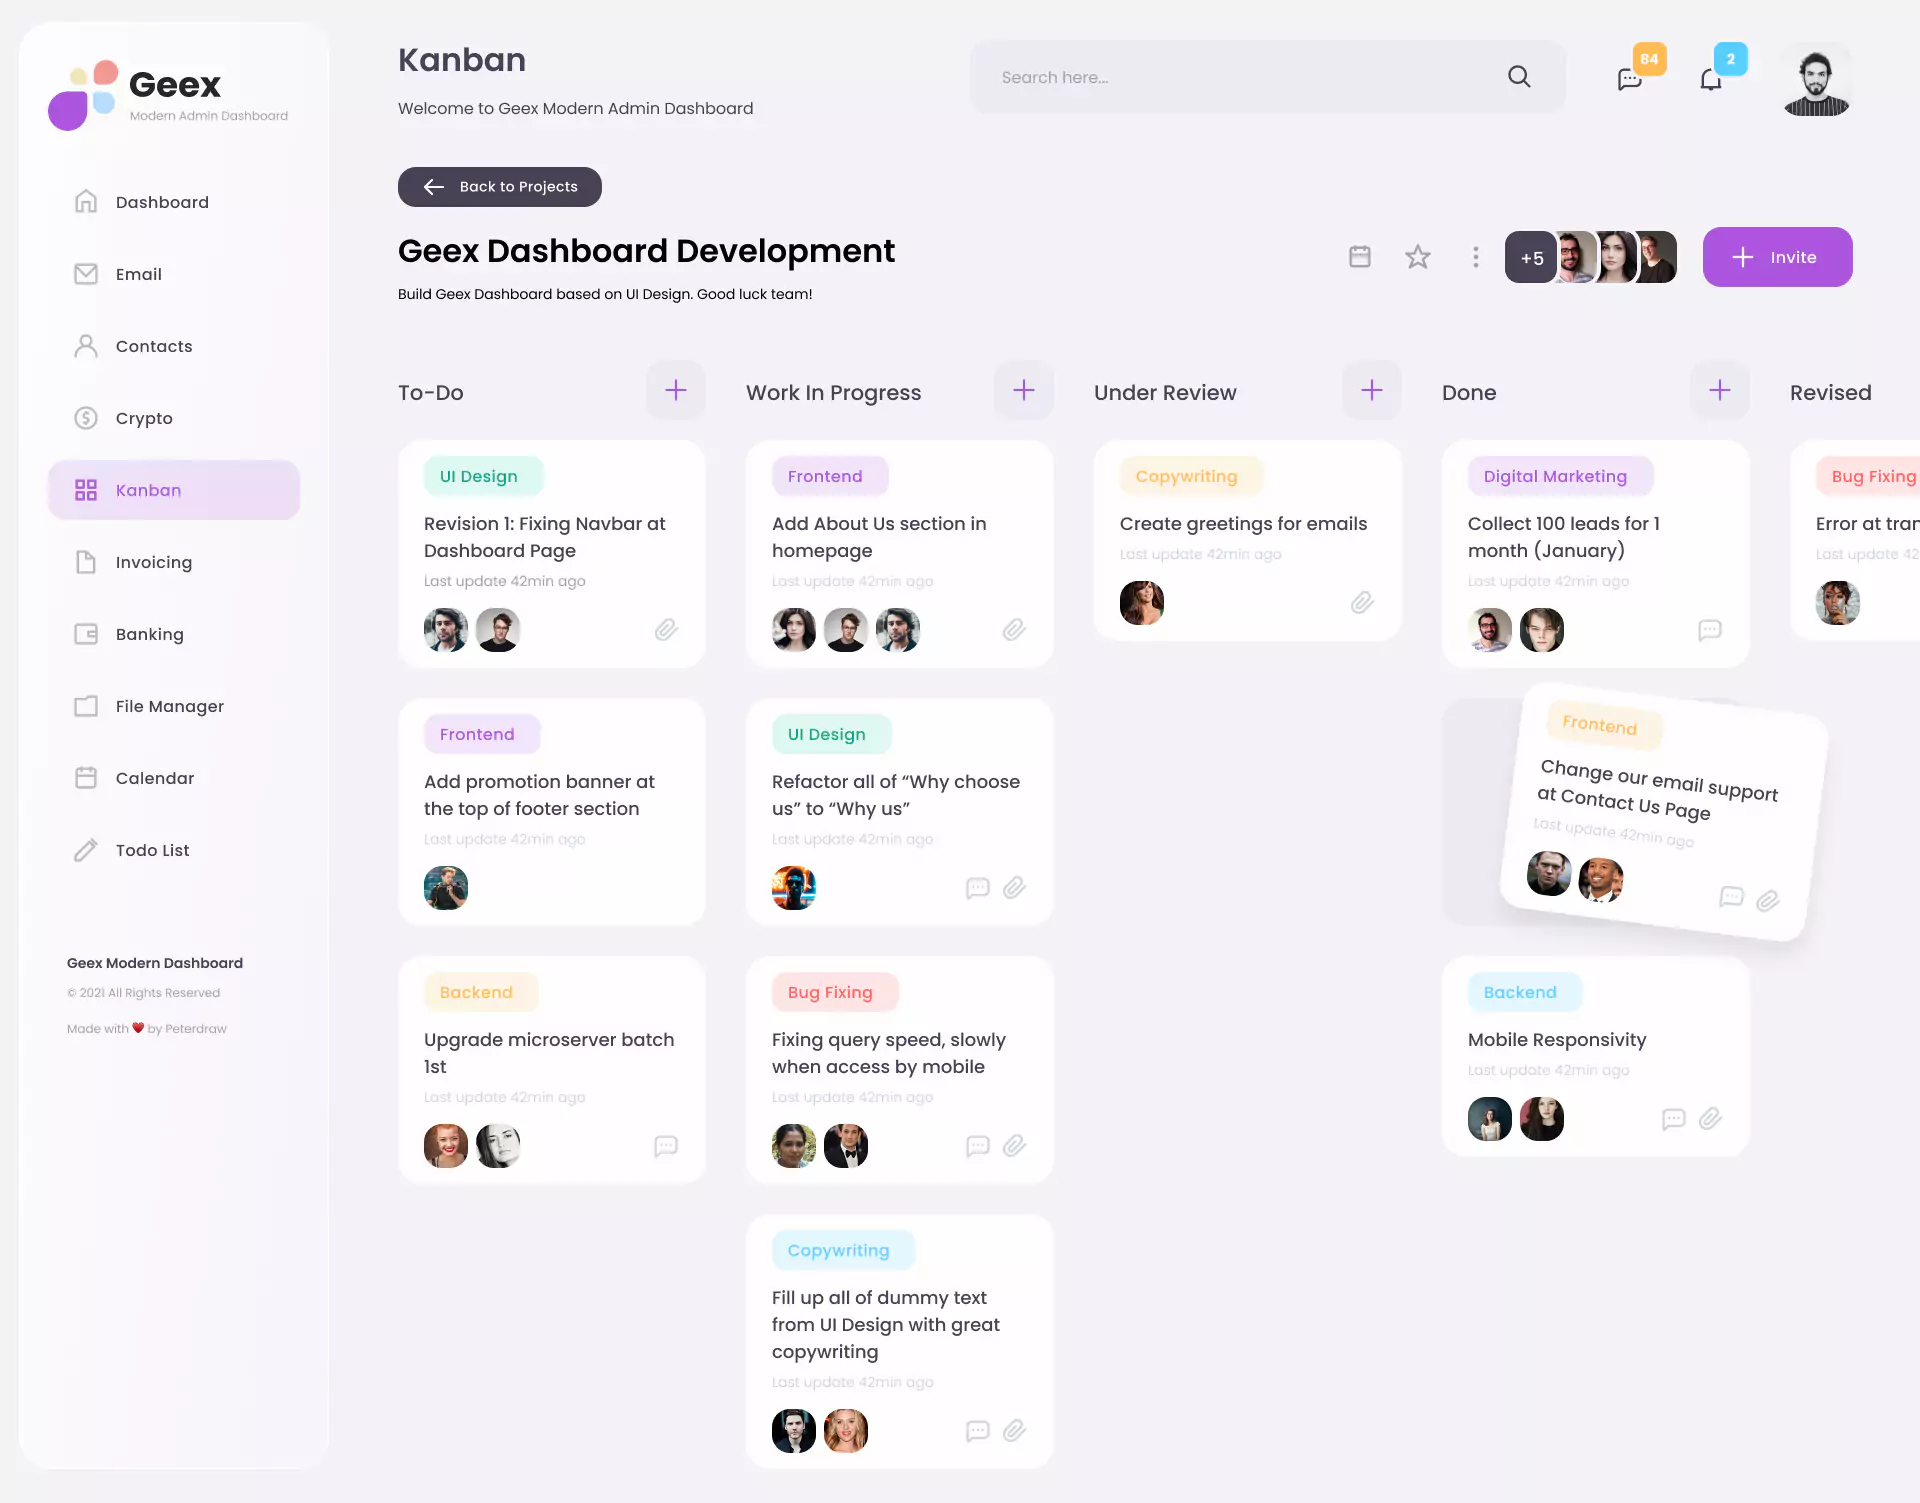 Geex
Modern Admin Dashboard
Dashboard
Email
Contacts
Crypto
Kanban
Invoicing
Banking
File Manager
Calendar
Todo List
Geex Modern Dashboard
© 2021 All Rights Reserved
Made with ❤ by Peterdraw
Kanban
Welcome to Geex Modern Admin Dashboard
Search here...
84
2
Back to Projects
Geex Dashboard Development
Build Geex Dashboard based on UI Design. Good luck team!
+5
Invite
To-Do
UI Design
Revision 1: Fixing Navbar at
Dashboard Page
Last update 42min ago
Frontend
Add promotion banner at
the top of footer section
Last update 42min ago
Backend
Upgrade microserver batch
1st
Last update 42min ago
Work In Progress
Frontend
Add About Us section in
homepage
Last update 42min ago
UI Design
Refactor all of “Why choose
us” to “Why us”
Last update 42min ago
Bug Fixing
Fixing query speed, slowly
when access by mobile
Last update 42min ago
Copywriting
Fill up all of dummy text
from UI Design with great
copywriting
Last update 42min ago
Under Review
Copywriting
Create greetings for emails
Last update 42min ago
Done
Digital Marketing
Collect 100 leads for 1
month (January)
Last update 42min ago
Frontend
Change our email support
at Contact Us Page
Last update 42min ago
Backend
Mobile Responsivity
Last update 42min ago
Revised
Bug Fixing
Error at tran
Last update 42